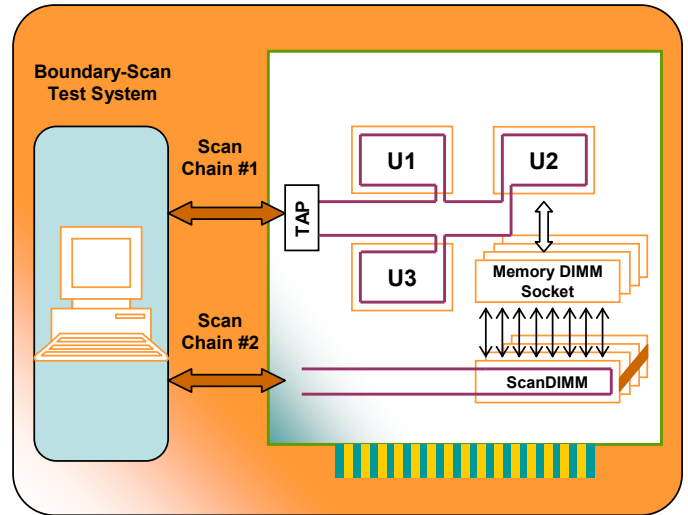 Boundary-Scan
Test System
Scan
Chain #1
TAP
U1
U2
U3
Memory DIMM
Socket
Scan
Chain #2
ScanDIMM